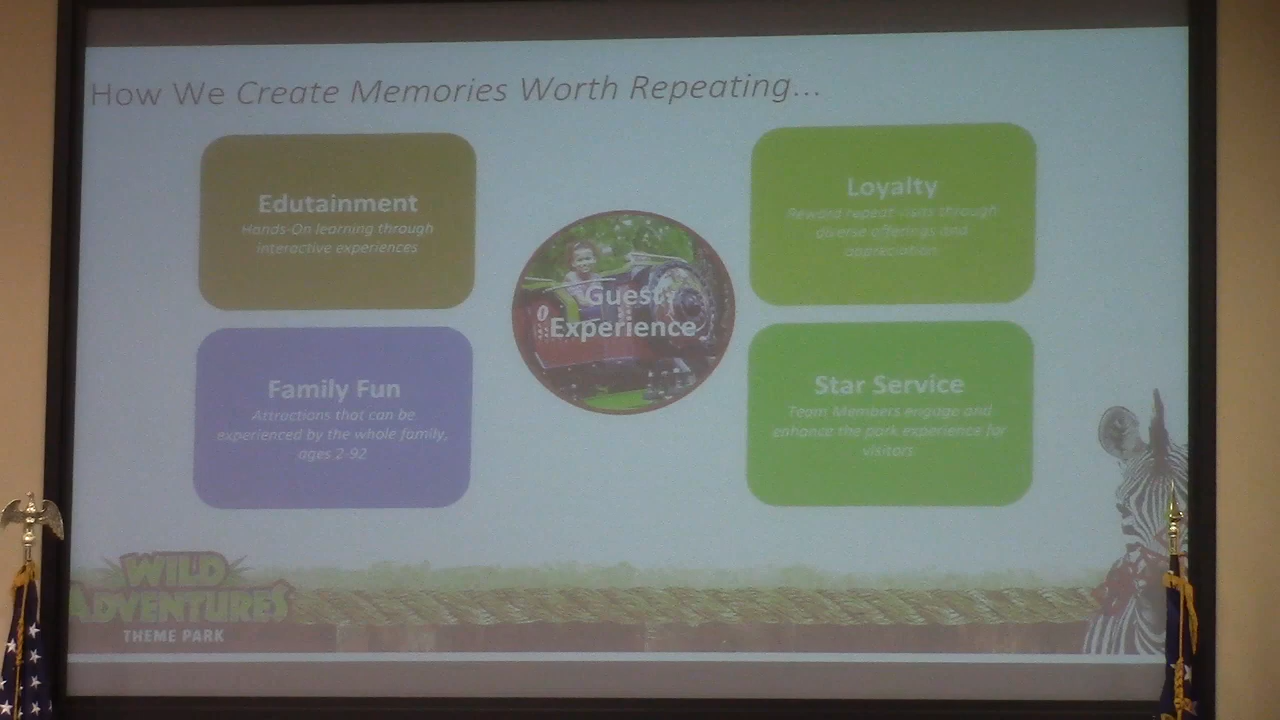 How We Create Memories Worth Repeating...
Edutainment
Hands-On learning through
interactive experiences
Loyalty
Reward repeat visits through
diverse offerings and
appreciation
Guest
Experience
Family Fun
Attractions that can be
experienced by the whole family,
ages 2-92
Star Service
Team Members engage and
enhance the park experience for
visitors
WILD
ADVENTURES
THEME PARK